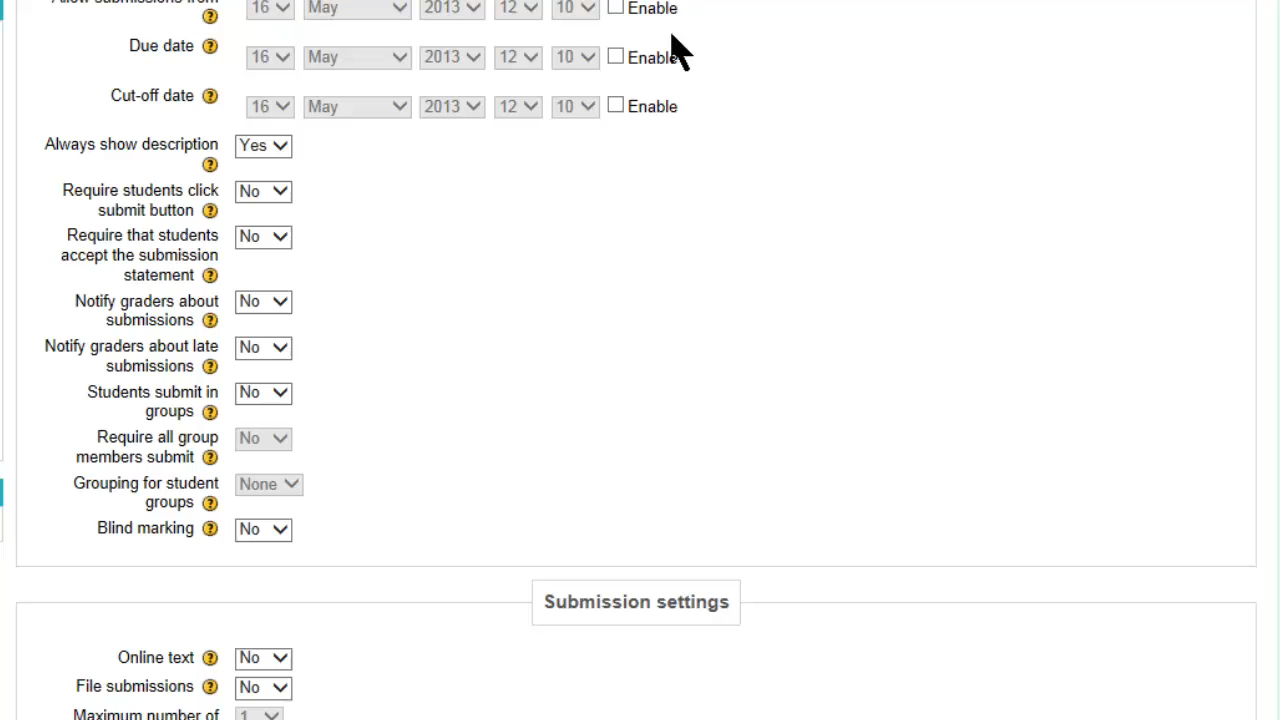 Allow submissions from
16 May 2013 12 10 Enable
Due date
16 May 2013 12 10 Enable
Cut-off date
16 May 2013 12 10 Enable
Always show description
Yes
Require students click
submit button
No
Require that students
accept the submission
statement
No
Notify graders about
submissions
No
Notify graders about late
submissions
No
Students submit in
groups
No
Require all group
members submit
No
Grouping for student
groups
None
Blind marking
No
Submission settings
Online text
No
File submissions
No
Maximum number of
1